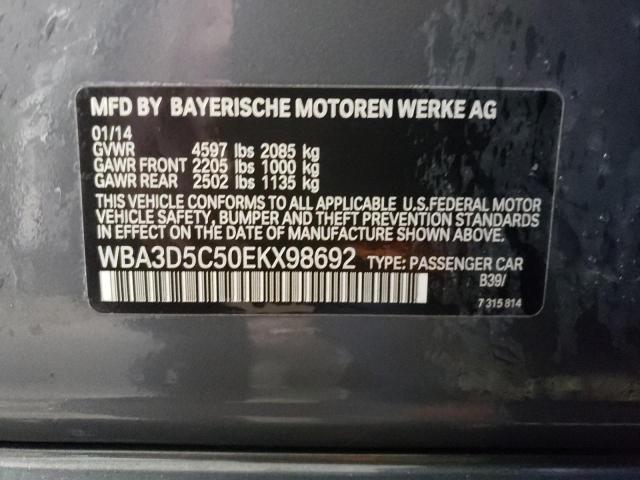 MFD BY BAYERISCHE MOTOREN WERKE AG
01/14
GVWR 4597 lbs 2085 kg
GAWR FRONT 2205 lbs 1000 kg
GAWR REAR 2502 lbs 1135 kg
THIS VEHICLE CONFORMS TO ALL APPLICABLE U.S.FEDERAL MOTOR
VEHICLE SAFETY, BUMPER AND THEFT PREVENTION STANDARDS
IN EFFECT ON THE DATE OF MANUFACTURE SHOWN ABOVE.
WBA3D5C50EKX98692 TYPE: PASSENGER CAR
B39/
7 315 814